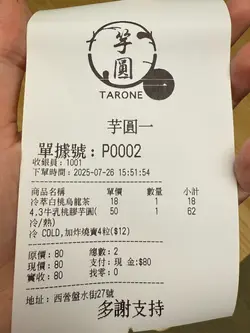 芋圓一
TARONE
芋圓一
單據號：P0002
收銀員：1001
下單時間：2025-07-26 15:51:54
商品名稱 單價 數量 小計
冷萃白桃烏龍茶 18 1 18
4.3牛乳桃膠芋圓( 50 1 62
冷/熱)
冷 COLD,加炸燒賣4粒($12)
原價：80 總數：2
現價：80 支付：現金:$80
實收：80 找零：0
地址：西營盤水街27號
多謝支持